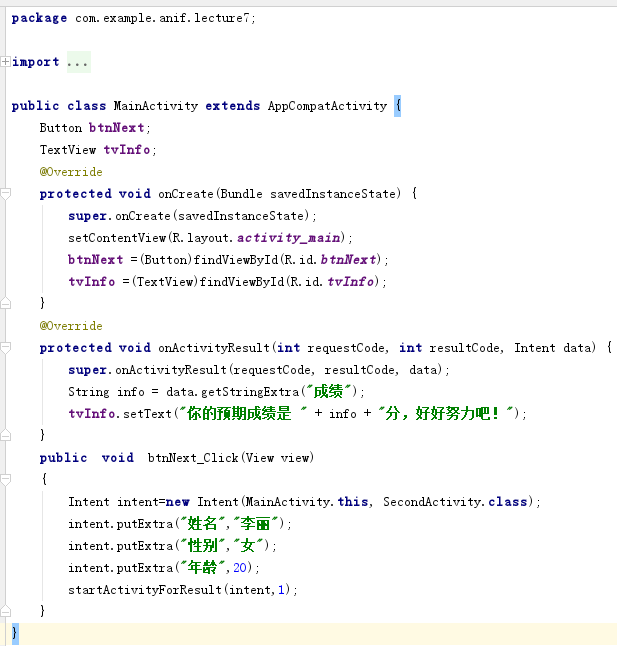 package com.example.anif.lecture7;
import ...
public class MainActivity extends AppCompatActivity {
Button btnNext;
TextView tvInfo;
@Override
protected void onCreate(Bundle savedInstanceState) {
super.onCreate(savedInstanceState);
setContentView(R.layout.activity_main);
btnNext =(Button)findViewById(R.id.btnNext);
tvInfo =(TextView)findViewById(R.id.tvInfo);
}
@Override
protected void onActivityResult(int requestCode, int resultCode, Intent data) {
super.onActivityResult(requestCode, resultCode, data);
String info = data.getStringExtra("成绩");
tvInfo.setText("你的预期成绩是 " + info + "分，好好努力吧！");
}
public void btnNext_Click(View view)
{
Intent intent=new Intent(MainActivity.this, SecondActivity.class);
intent.putExtra("姓名","李丽");
intent.putExtra("性别","女");
intent.putExtra("年龄",20);
startActivityForResult(intent,1);
}
}